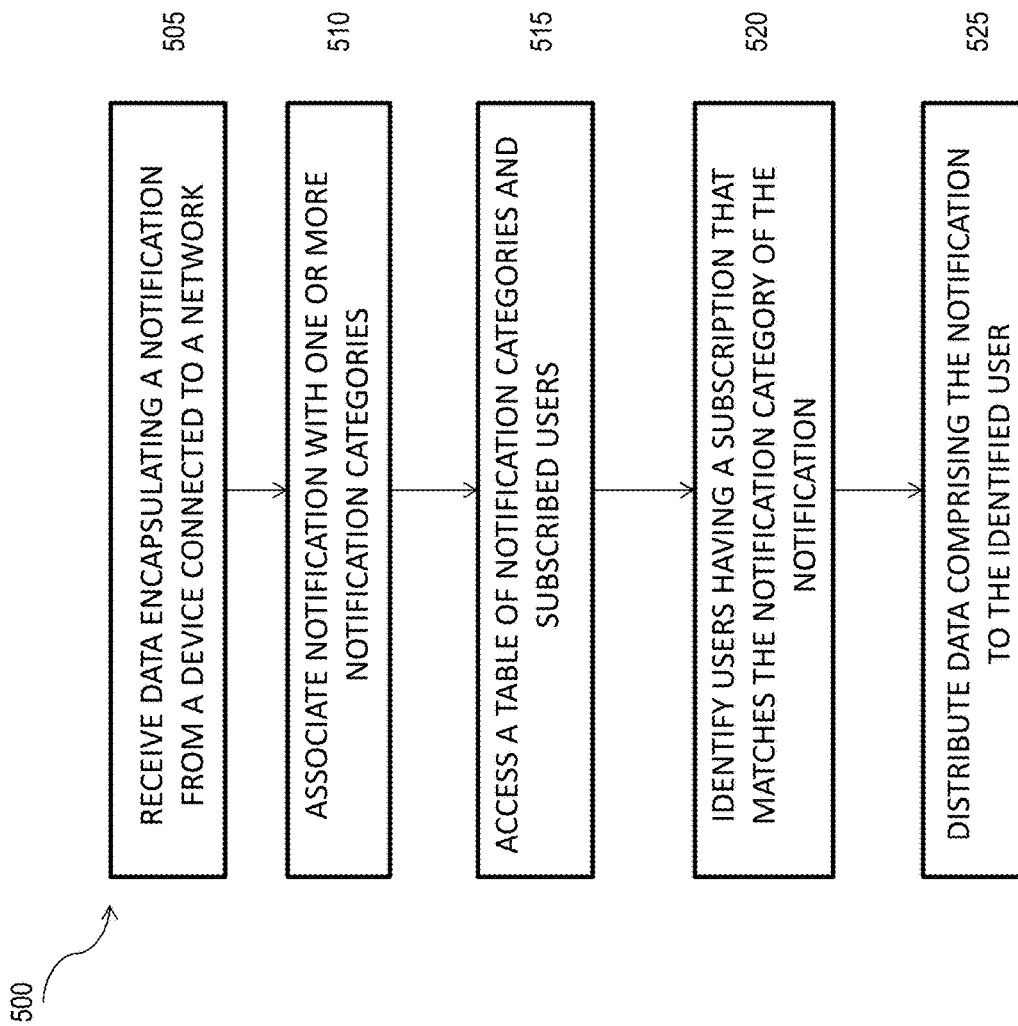 500
RECEIVE DATA ENCAPSULATING A NOTIFICATION
FROM A DEVICE CONNECTED TO A NETWORK
505
ASSOCIATE NOTIFICATION WITH ONE OR MORE
NOTIFICATION CATEGORIES
510
ACCESS A TABLE OF NOTIFICATION CATEGORIES AND
SUBSCRIBED USERS
515
IDENTIFY USERS HAVING A SUBSCRIPTION THAT
MATCHES THE NOTIFICATION CATEGORY OF THE
NOTIFICATION
520
DISTRIBUTE DATA COMPRISING THE NOTIFICATION
TO THE IDENTIFIED USER
525